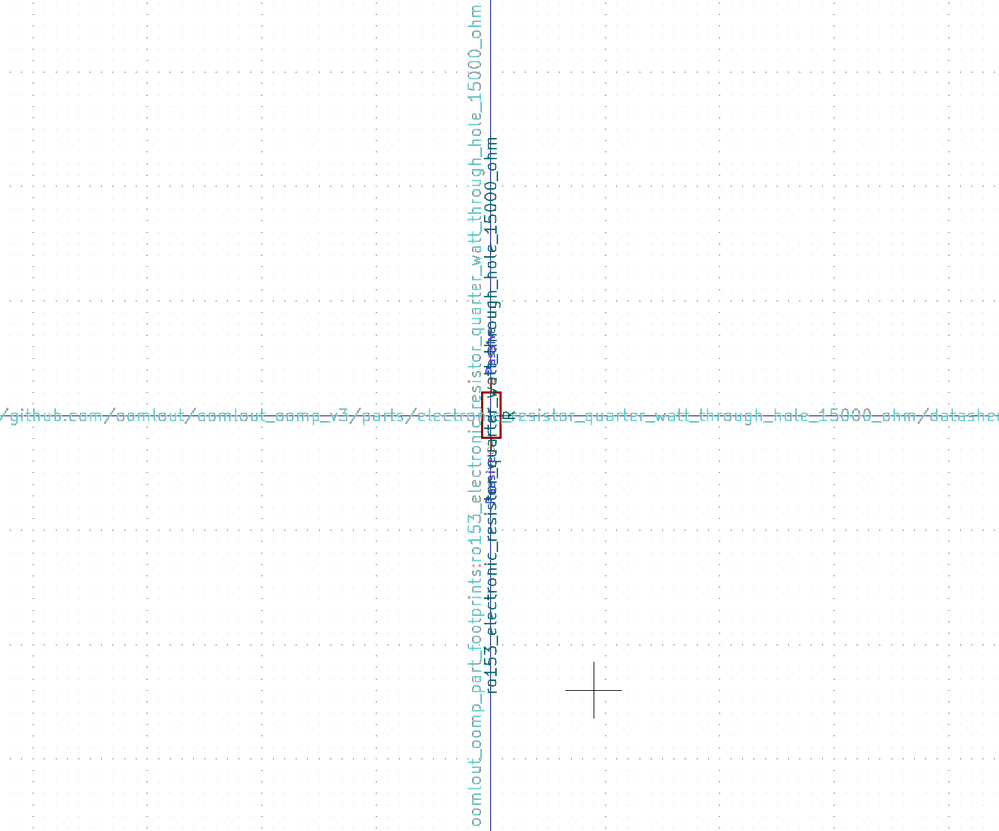 oomlout_oomp_part_footprints:ro153_electronic_resistor_quarter_watt_through_hole_15000_ohm
ro153_electronic_resistor_quarter_watt_through_hole_15000_ohm
R
/github.com/oomlout/oomlout_oomp_v3/parts/electronic_resistor_quarter_watt_through_hole_15000_ohm/datashe